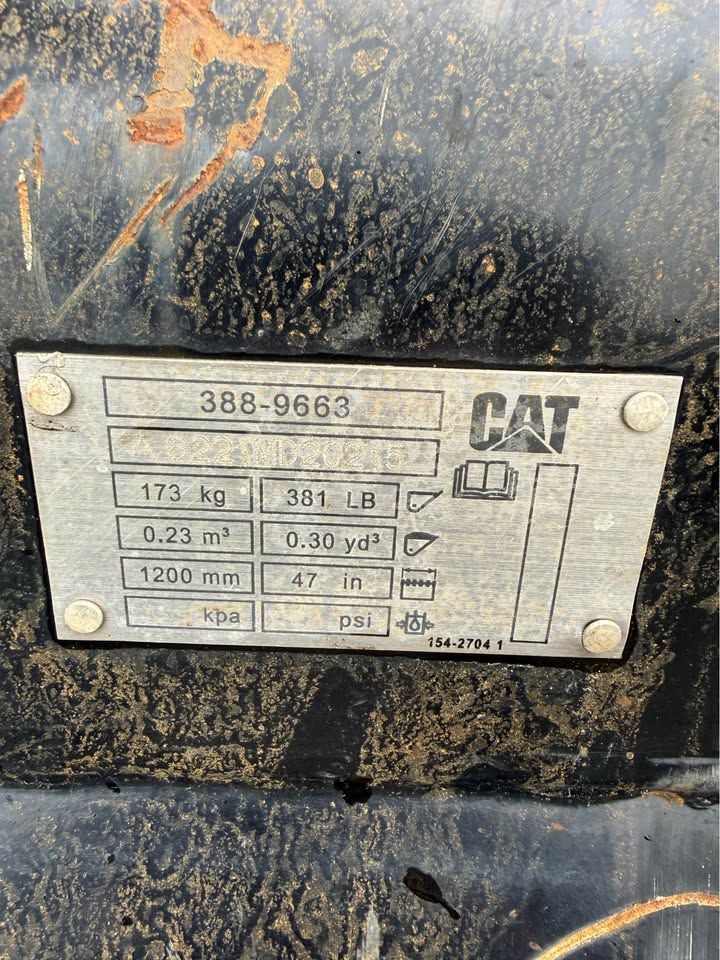 388-9663
CAT
A 8221MD20215
173 kg 381 LB
0.23 m³ 0.30 yd³
1200 mm 47 in
kpa psi
154-2704 1